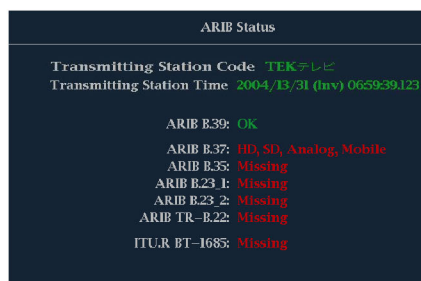 ARIB Status
Transmitting Station Code TEKテレビ
Transmitting Station Time 2004/13/31 (Inv) 06:59:39.123
ARIB B.39: OK
ARIB B.37: HD, SD, Analog, Mobile
ARIB B.35: Missing
ARIB B.23_1: Missing
ARIB B.23_2: Missing
ARIB TR-B.22: Missing
ITU.R BT-1685: Missing